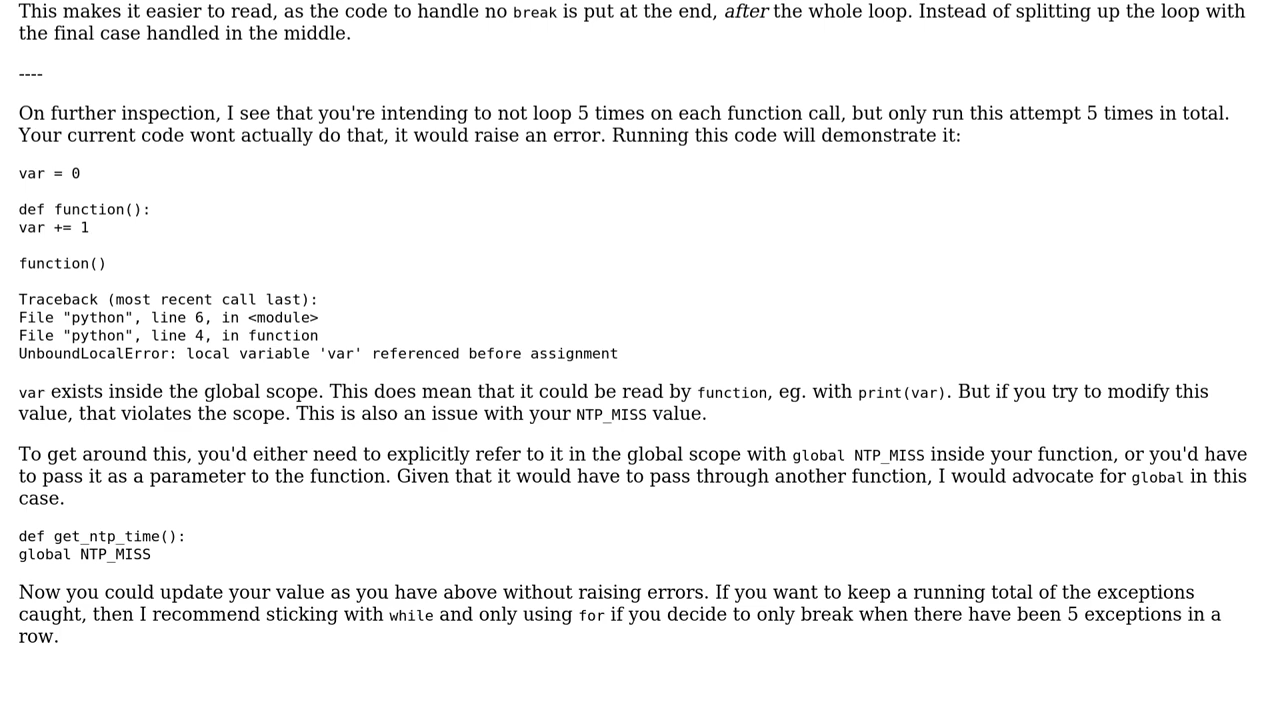 This makes it easier to read, as the code to handle no break is put at the end, after the whole loop. Instead of splitting up the loop with
the final case handled in the middle.
----
On further inspection, I see that you're intending to not loop 5 times on each function call, but only run this attempt 5 times in total.
Your current code wont actually do that, it would raise an error. Running this code will demonstrate it:
var = 0
def function():
var += 1
function()
Traceback (most recent call last):
File "python", line 6, in <module>
File "python", line 4, in function
UnboundLocalError: local variable 'var' referenced before assignment
var exists inside the global scope. This does mean that it could be read by function, eg. with print(var). But if you try to modify this
value, that violates the scope. This is also an issue with your NTP_MISS value.
To get around this, you'd either need to explicitly refer to it in the global scope with global NTP_MISS inside your function, or you'd have
to pass it as a parameter to the function. Given that it would have to pass through another function, I would advocate for global in this
case.
def get_ntp_time():
global NTP_MISS
Now you could update your value as you have above without raising errors. If you want to keep a running total of the exceptions
caught, then I recommend sticking with while and only using for if you decide to only break when there have been 5 exceptions in a
row.